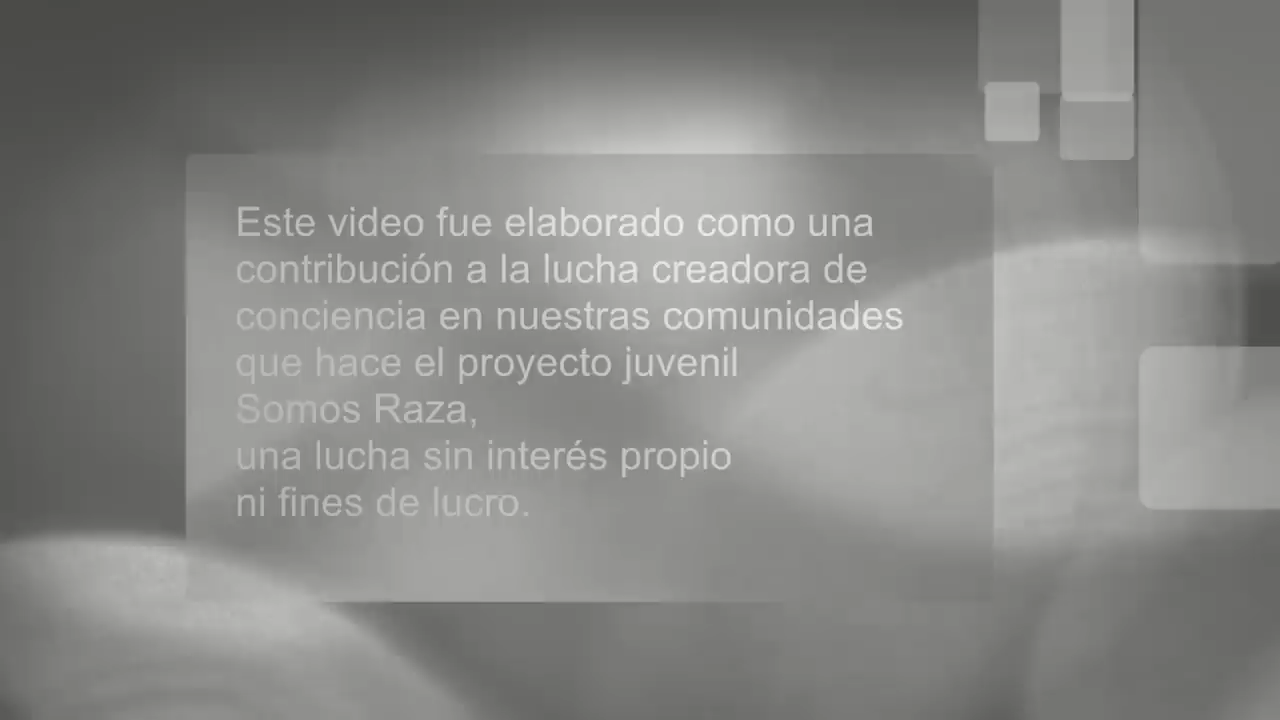 Este video fue elaborado como una
contribución a la lucha creadora de
conciencia en nuestras comunidades
que hace el proyecto juvenil
Somos Raza,
una lucha sin interés propio
ni fines de lucro.